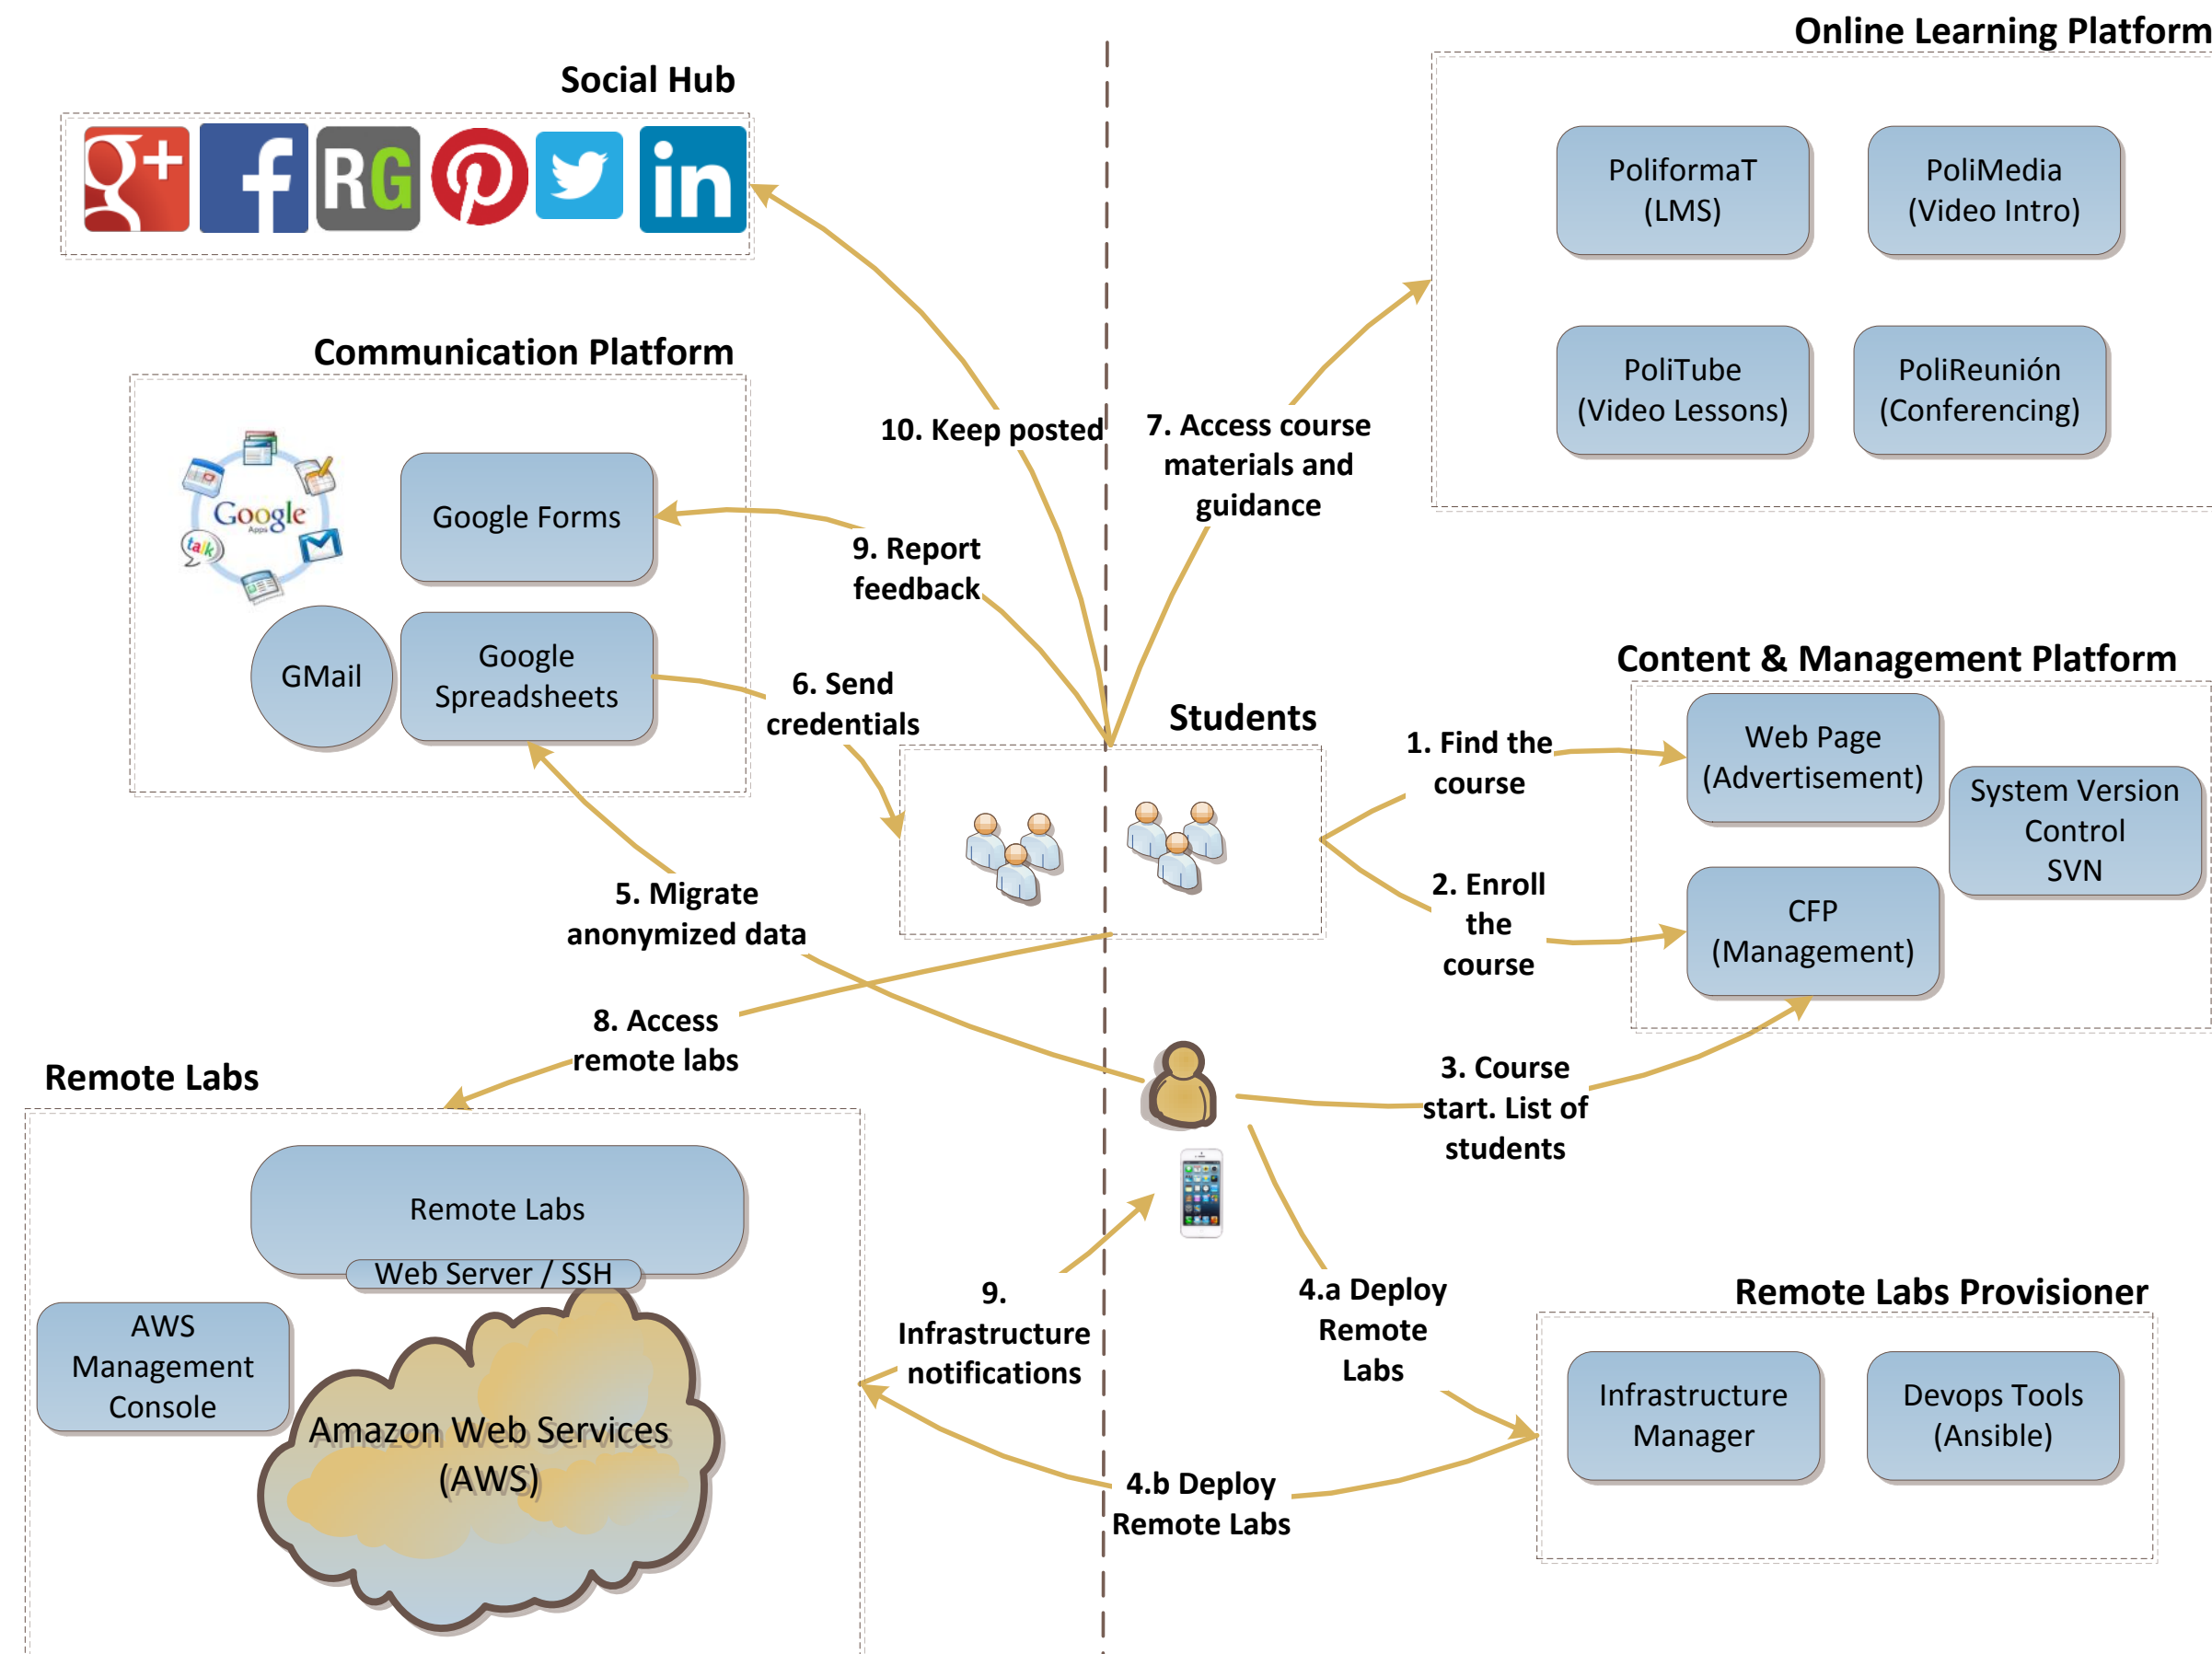 Online Learning Platform
Social Hub
g+
f
RG
in
PoliformaT
(LMS)
PoliMedia
(Video Intro)
PoliTube
(Video Lessons)
PoliReunión
(Conferencing)
Communication Platform
Google
Apps
talk
Google Forms
GMail
Google
Spreadsheets
10. Keep posted
7. Access course
materials and
guidance
9. Report
feedback
6. Send
credentials
Students
Content & Management Platform
1. Find the
course
Web Page
(Advertisement)
System Version
Control
SVN
2. Enroll
the
course
CFP
(Management)
5. Migrate
anonymized data
8. Access
remote labs
3. Course
start. List of
students
Remote Labs
Remote Labs
Web Server / SSH
AWS
Management
Console
Amazon Web Services
(AWS)
9.
Infrastructure
notifications
4.a Deploy
Remote
Labs
4.b Deploy
Remote Labs
Remote Labs Provisioner
Infrastructure
Manager
Devops Tools
(Ansible)